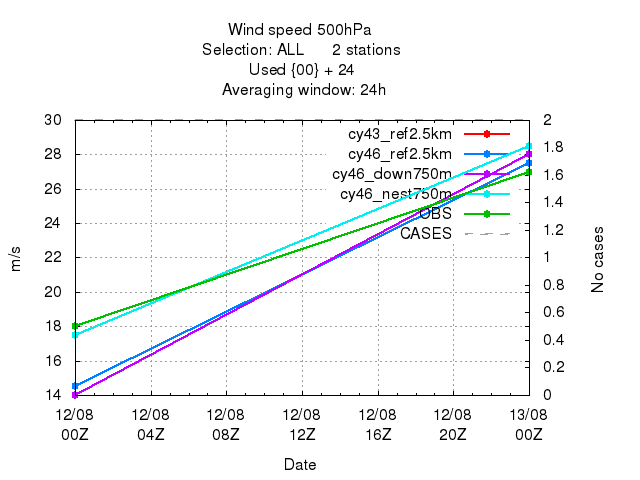 Wind speed 500hPa
Selection: ALL 2 stations
Used {00} + 24
Averaging window: 24h
30
28
26
24
22
20
18
16
14
m/s
2
1.8
1.6
1.4
1.2
1
0.8
0.6
0.4
0.2
0
No cases
cy43_ref2.5km
cy46_ref2.5km
cy46_down750m
cy46_nest750m
OBS
CASES
12/08 12/08 12/08 12/08 12/08 12/08 13/08
00Z 04Z 08Z 12Z 16Z 20Z 00Z
Date